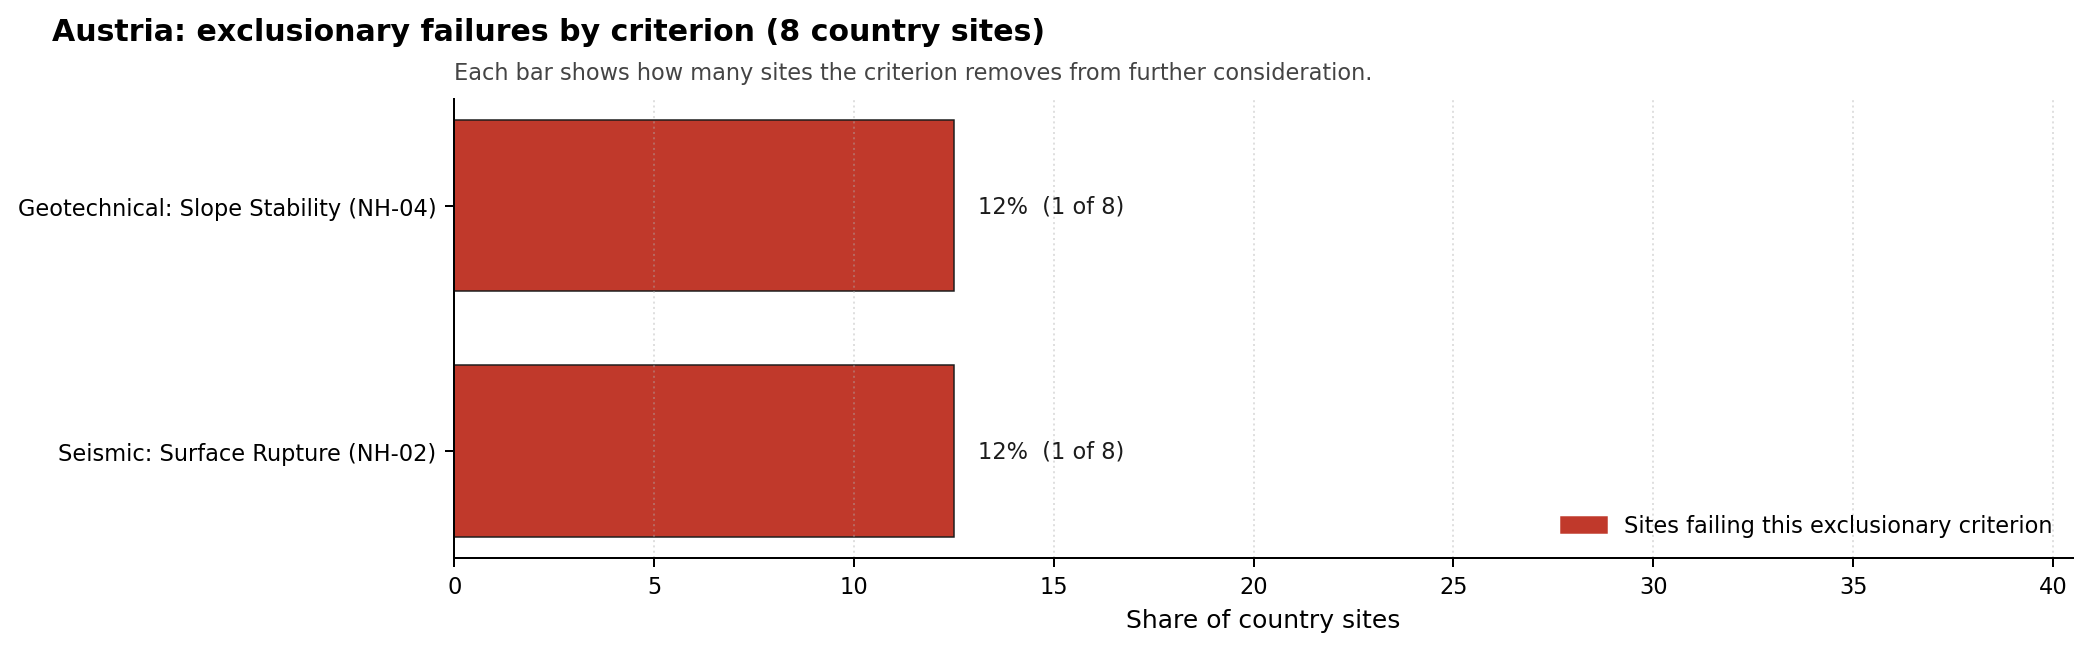 Austria: exclusionary failures by criterion (8 country sites)
Each bar shows how many sites the criterion removes from further consideration.
Geotechnical: Slope Stability (NH-04)
12%  (1 of 8)
Seismic: Surface Rupture (NH-02)
12%  (1 of 8)
Sites failing this exclusionary criterion
0 5 10 15 20 25 30 35 40
Share of country sites